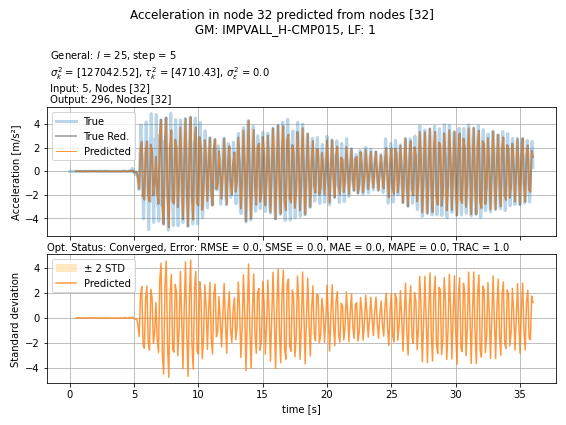 Acceleration in node 32 predicted from nodes [32]
GM: IMPVALL_H-CMP015, LF: 1
General: l = 25, step = 5
σ²_k = [127042.52], τ²_k = [4710.43], σ²_ε = 0.0
Input: 5, Nodes [32]
Output: 296, Nodes [32]
Acceleration [m/s²]
4
2
0
−2
−4
True
True Red.
Predicted
Opt. Status: Converged, Error: RMSE = 0.0, SMSE = 0.0, MAE = 0.0, MAPE = 0.0, TRAC = 1.0
Standard deviation
4
2
0
−2
−4
± 2 STD
Predicted
0 5 10 15 20 25 30 35
time [s]